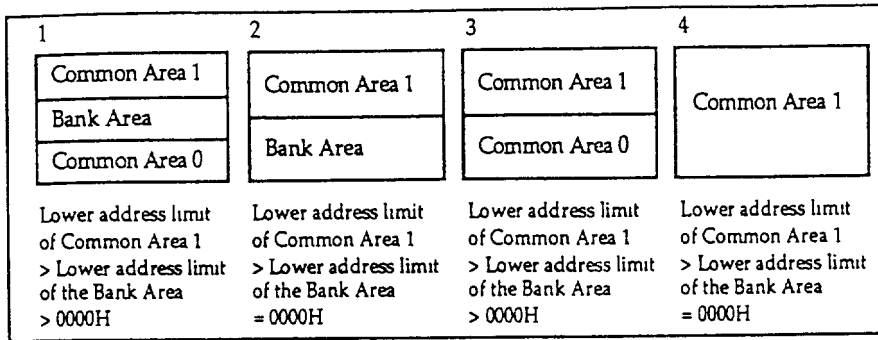 1
Common Area 1
Bank Area
Common Area 0
Lower address limit
of Common Area 1
> Lower address limit
of the Bank Area
> 0000H
2
Common Area 1
Bank Area
Lower address limit
of Common Area 1
> Lower address limit
of the Bank Area
= 0000H
3
Common Area 1
Common Area 0
Lower address limit
of Common Area 1
> Lower address limit
of the Bank Area
> 0000H
4
Common Area 1
Lower address limit
of Common Area 1
> Lower address limit
of the Bank Area
= 0000H